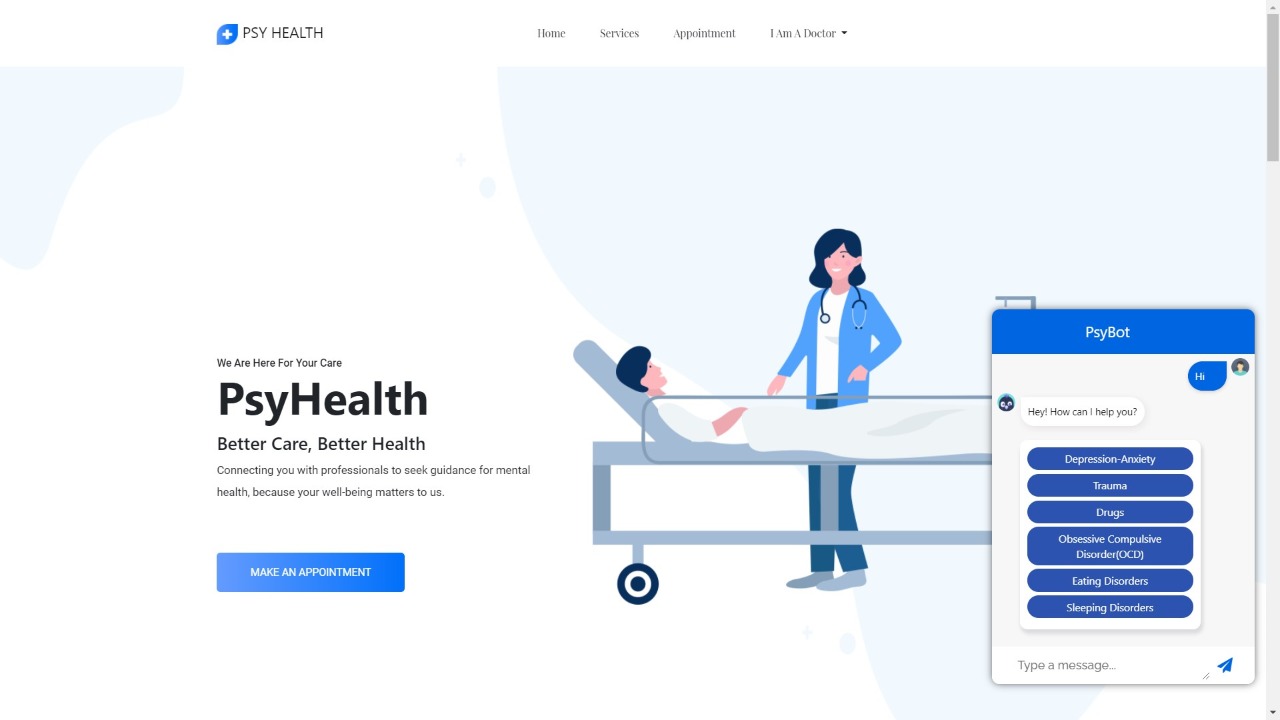 PSY HEALTH
Home
Services
Appointment
I Am A Doctor
We Are Here For Your Care
PsyHealth
Better Care, Better Health
Connecting you with professionals to seek guidance for mental
health, because your well-being matters to us.
MAKE AN APPOINTMENT
PsyBot
Hi
Hey! How can I help you?
Depression-Anxiety
Trauma
Drugs
Obsessive Compulsive
Disorder(OCD)
Eating Disorders
Sleeping Disorders
Type a message...